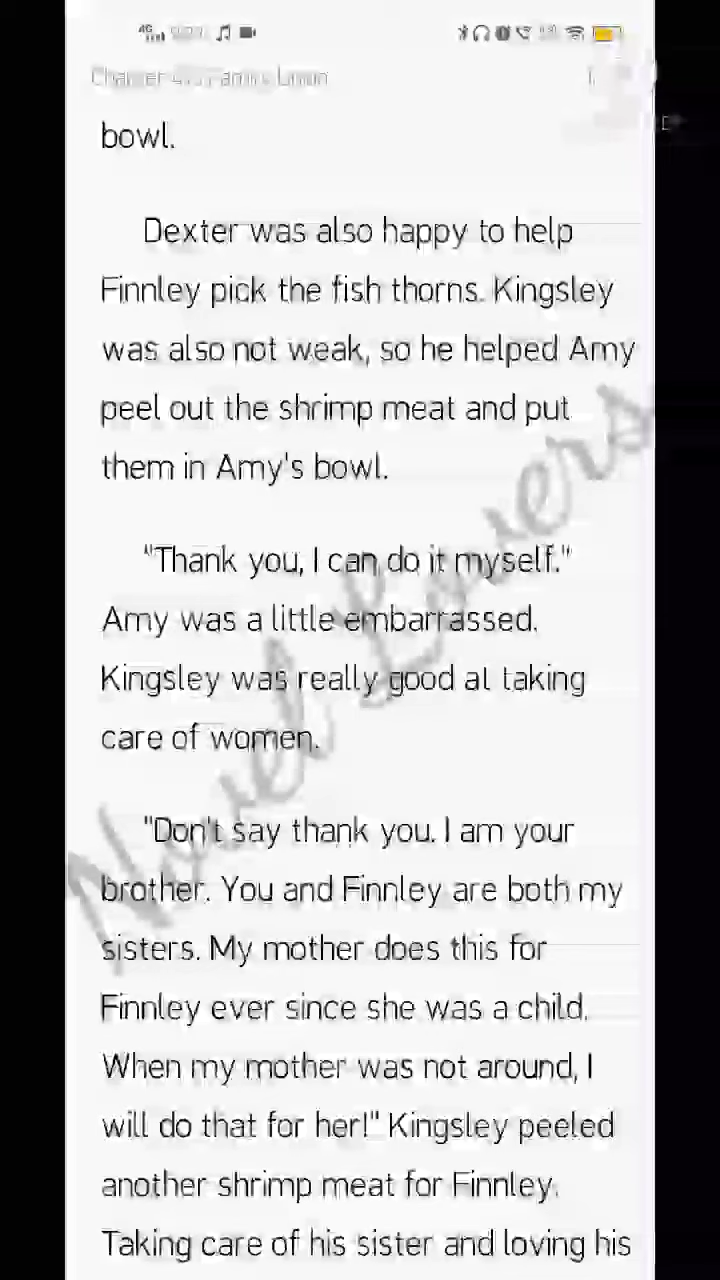 4G
bowl.
Dexter was also happy to help
Finnley pick the fish thorns. Kingsley
was also not weak, so he helped Amy
peel out the shrimp meat and put
them in Amy's bowl.
"Thank you, I can do it myself."
Amy was a little embarrassed.
Kingsley was really good at taking
care of women.
"Don't say thank you. I am your
brother. You and Finnley are both my
sisters. My mother does this for
Finnley ever since she was a child.
When my mother was not around, I
will do that for her!" Kingsley peeled
another shrimp meat for Finnley.
Taking care of his sister and loving his
Novel Lovers